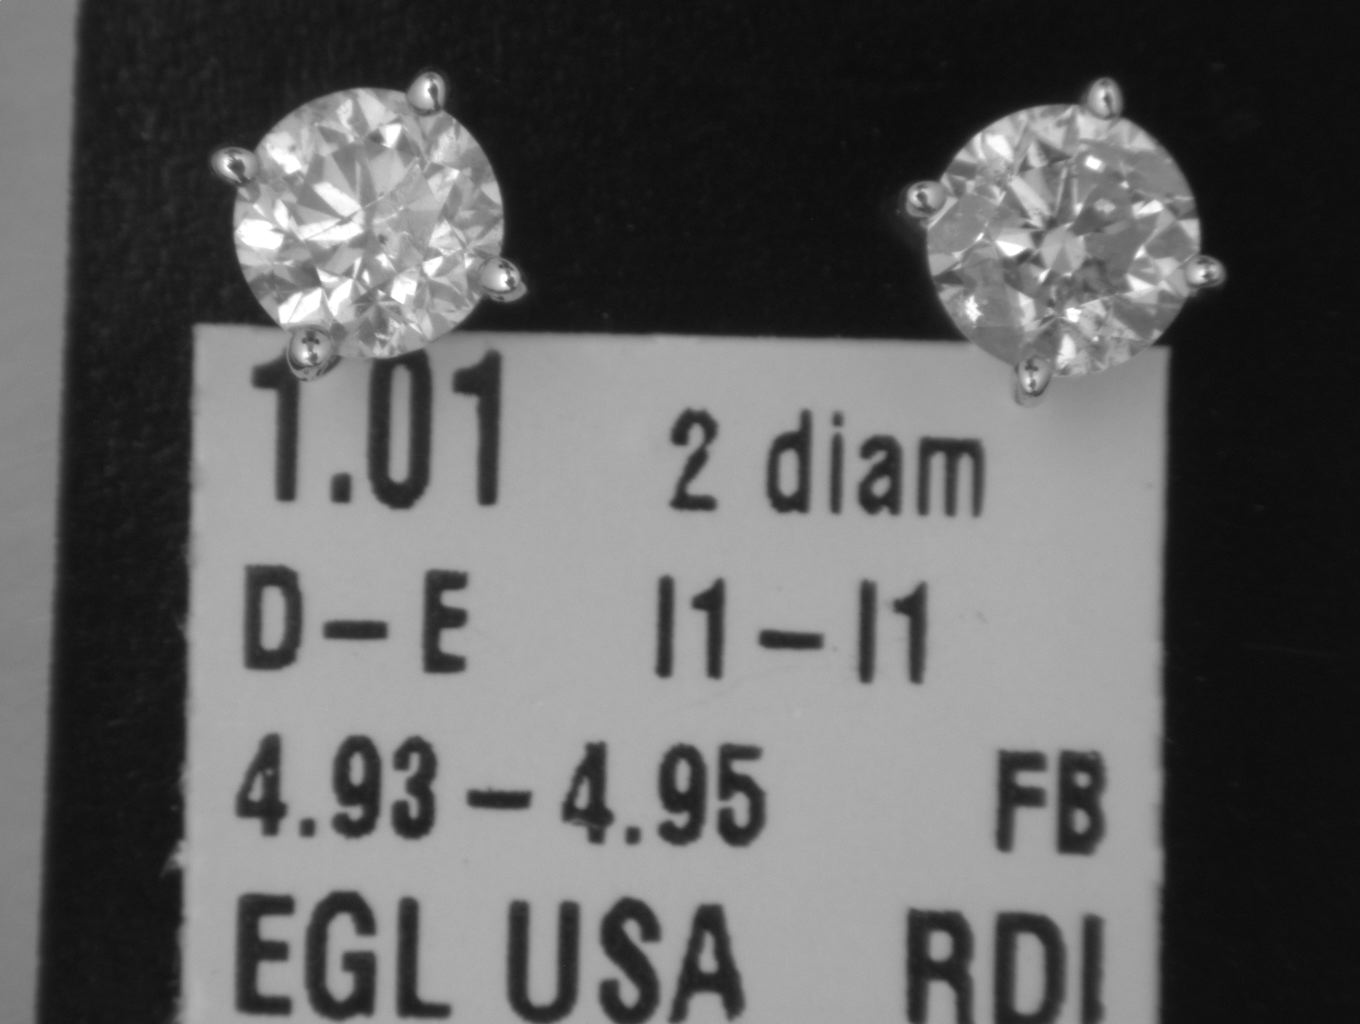 1.01 2 diam
D-E I1-I1
4.93-4.95 FB
EGL USA RDI